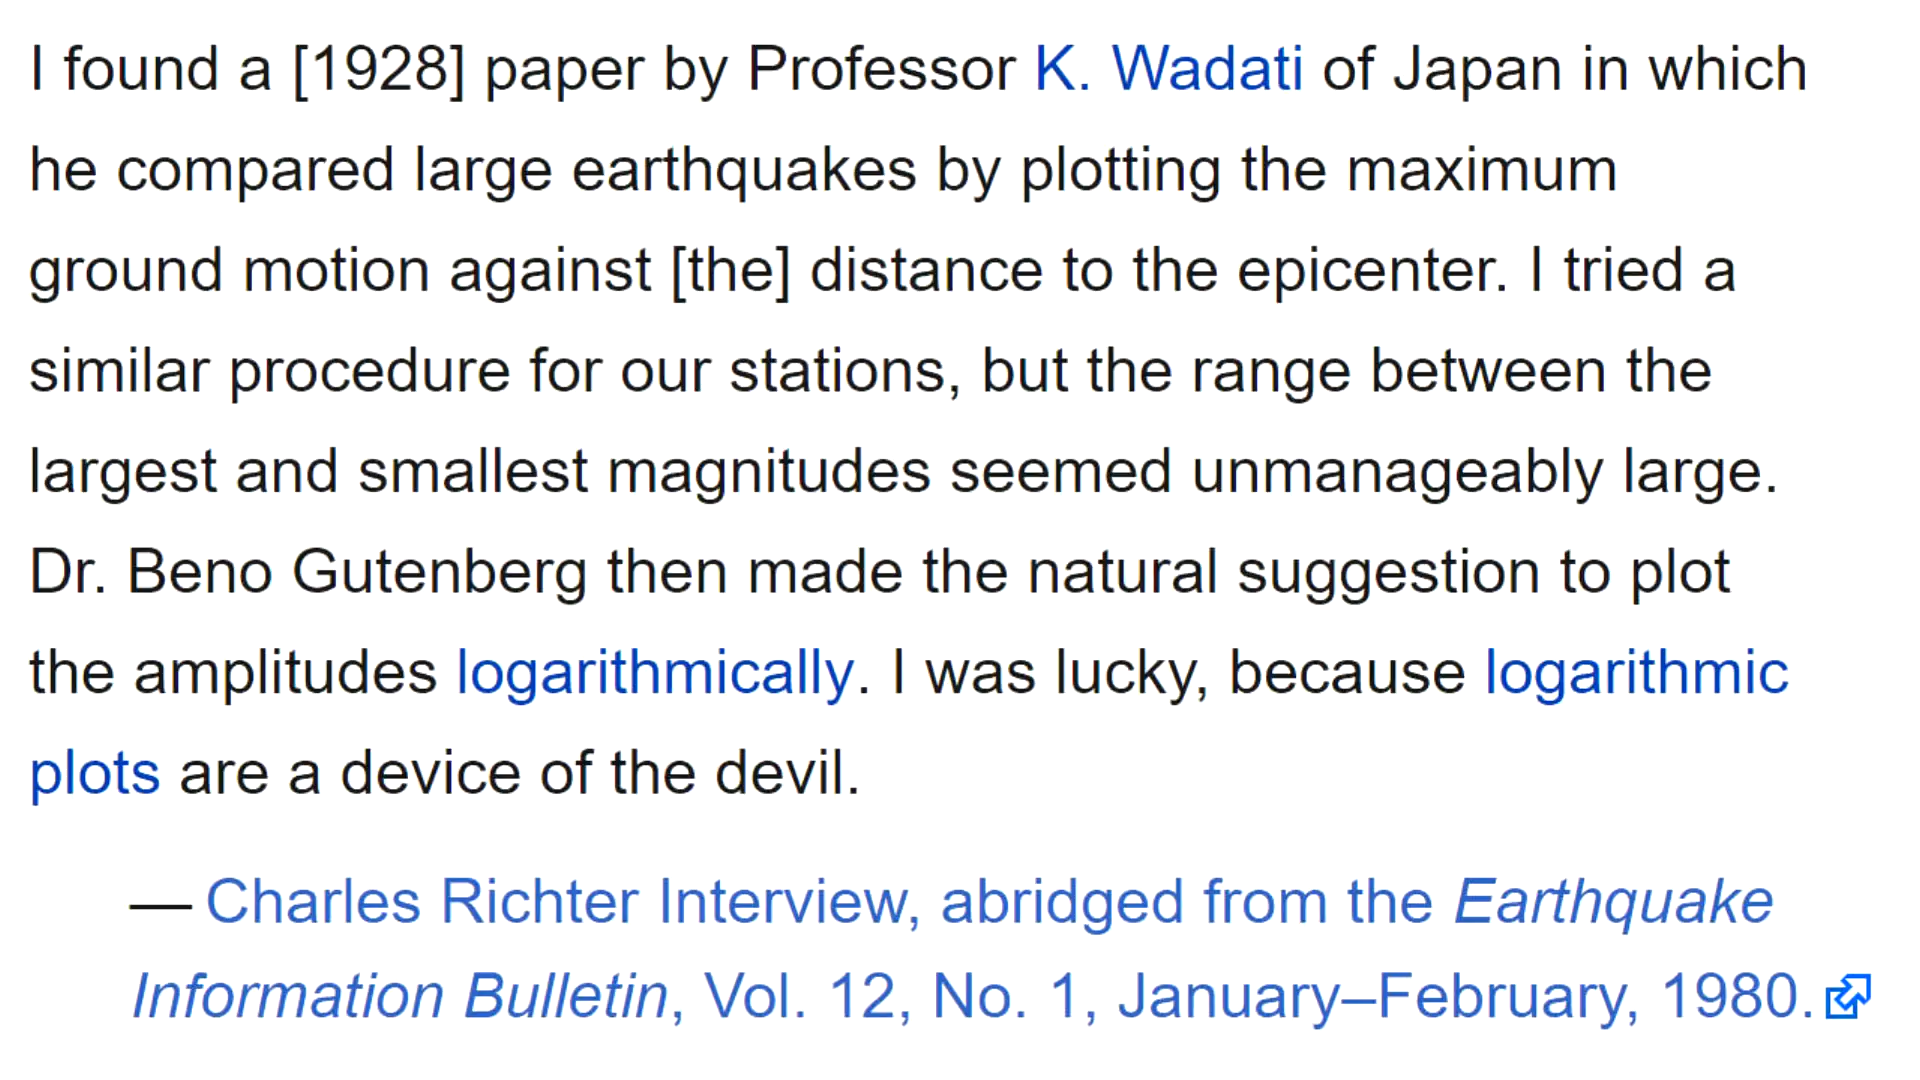 I found a [1928] paper by Professor K. Wadati of Japan in which
he compared large earthquakes by plotting the maximum
ground motion against [the] distance to the epicenter. I tried a
similar procedure for our stations, but the range between the
largest and smallest magnitudes seemed unmanageably large.
Dr. Beno Gutenberg then made the natural suggestion to plot
the amplitudes logarithmically. I was lucky, because logarithmic
plots are a device of the devil.
— Charles Richter Interview, abridged from the Earthquake
Information Bulletin, Vol. 12, No. 1, January–February, 1980.